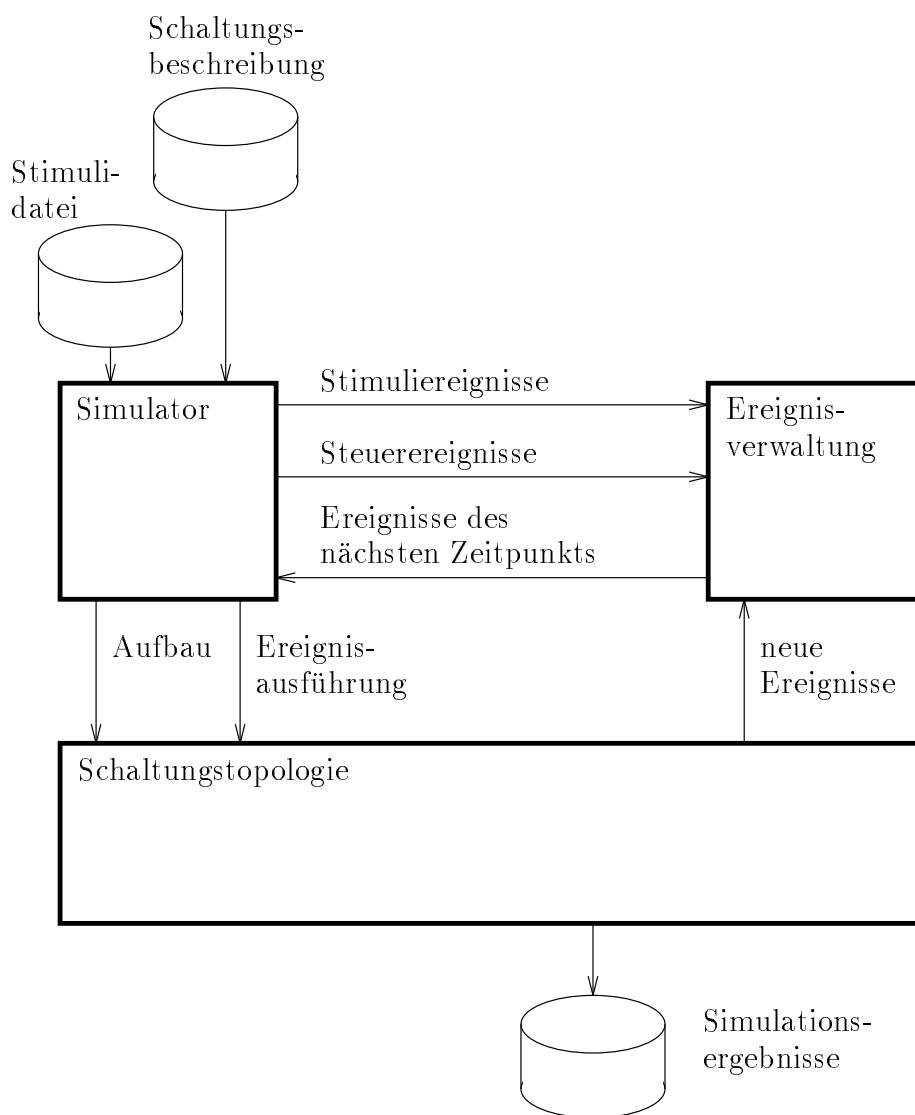 Schaltungs-
beschreibung
Stimuli-
datei
Simulator
Stimuliereignisse
Steuerereignisse
Ereignisse des
nächsten Zeitpunkts
Ereignis-
verwaltung
Aufbau
Ereignis-
ausführung
neue
Ereignisse
Schaltungstopologie
Simulations-
ergebnisse